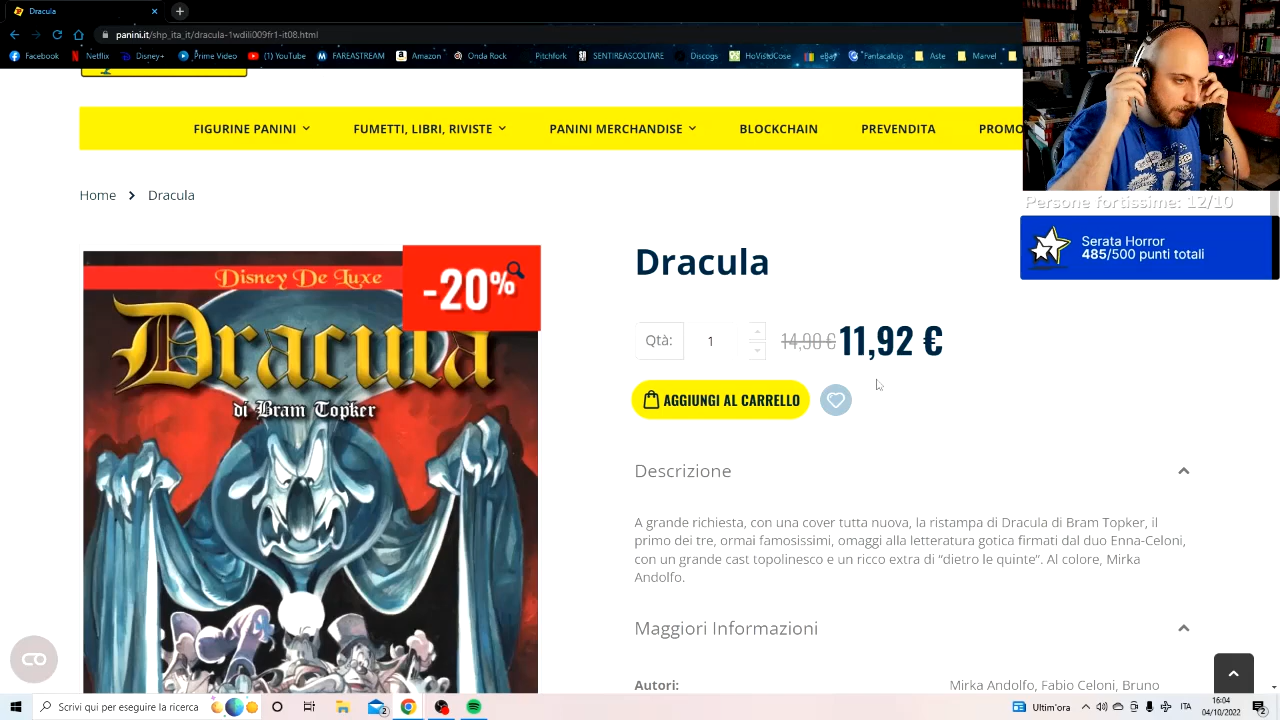 Dracula
panini.it/shp_ita_it/dracula-1wdili009fr1-it08.html
Facebook Netflix Disney+ Prime Video (1) YouTube FAREASTREAM Amazon Onda Rock Pitchfork SENTIREASCOLTARE Discogs HoVistoCose eBay Fantacalcio Aste Marvel
FIGURINE PANINI FUMETTI, LIBRI, RIVISTE PANINI MERCHANDISE BLOCKCHAIN PREVENDITA PROMO
Persone fortissime: 12/10
Serata Horror
485/500 punti totali
Home > Dracula
Disney De Luxe
-20%
Dracula
di Bram Topker
Dracula
Qtà: 1 14,90 € 11,92 €
AGGIUNGI AL CARRELLO
Descrizione
A grande richiesta, con una cover tutta nuova, la ristampa di Dracula di Bram Topker, il
primo dei tre, ormai famosissimi, omaggi alla letteratura gotica firmati dal duo Enna-Celoni,
con un grande cast topolinesco e un ricco extra di “dietro le quinte”. Al colore, Mirka
Andolfo.
Maggiori Informazioni
Autori: Mirka Andolfo, Fabio Celoni, Bruno
Scrivi qui per eseguire la ricerca
2
Ultim'ora
ITA
16:04
04/10/2022
2